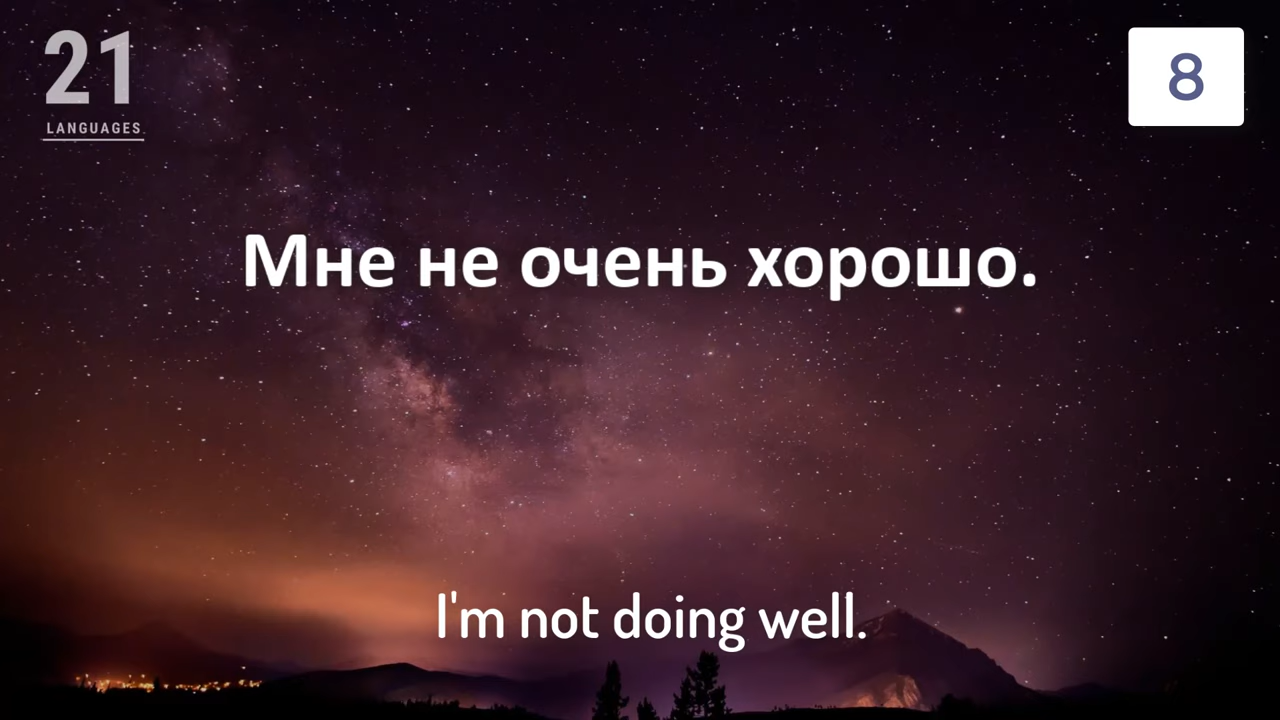 21
LANGUAGES
8
Мне не очень хорошо.
I'm not doing well.